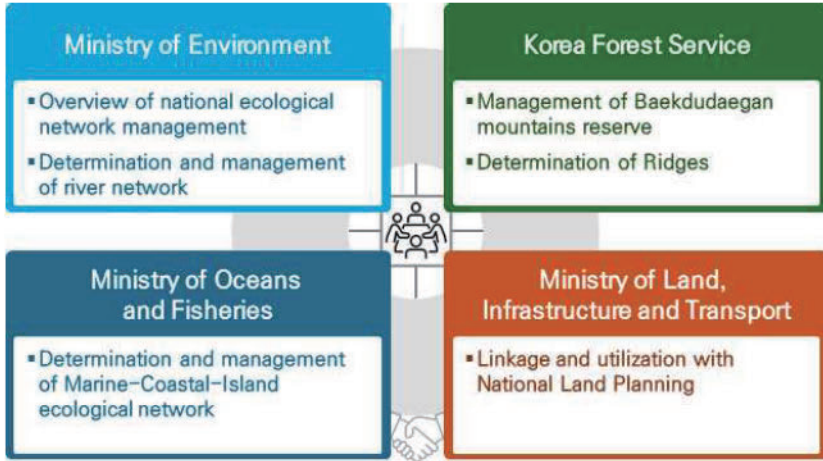 Ministry of Environment
▪Overview of national ecological
network management
▪Determination and management
of river network
Korea Forest Service
▪Management of Baekdudaegan
mountains reserve
▪Determination of Ridges
Ministry of Oceans
and Fisheries
▪Determination and management
of Marine-Coastal-Island
ecological network
Ministry of Land,
Infrastructure and Transport
▪Linkage and utilization with
National Land Planning